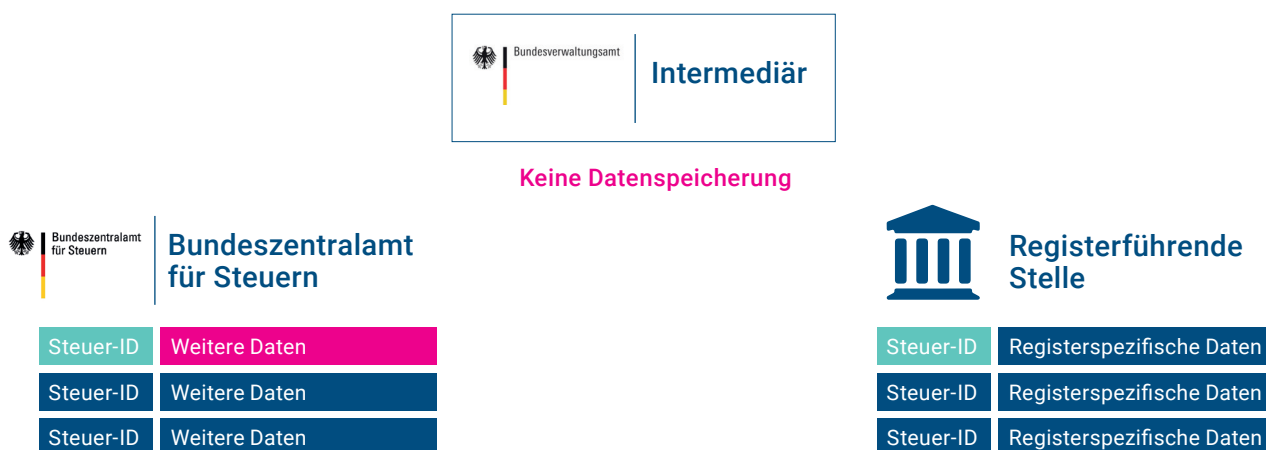 Bundesverwaltungsamt
Intermediär
Keine Datenspeicherung
Bundeszentralamt
für Steuern
Bundeszentralamt
für Steuern
Registerführende
Stelle
Steuer-ID Weitere Daten
Steuer-ID Weitere Daten
Steuer-ID Weitere Daten
Steuer-ID Registerspezifische Daten
Steuer-ID Registerspezifische Daten
Steuer-ID Registerspezifische Daten